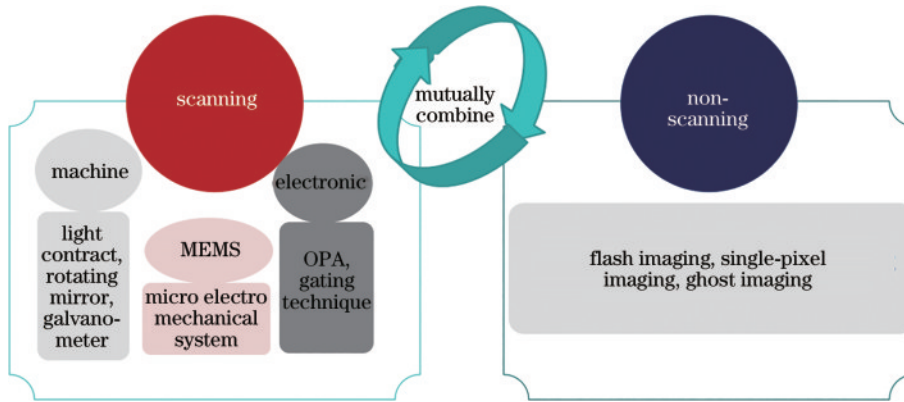 scanning
machine
light
contract,
rotating
mirror,
galvano-
meter
MEMS
micro electro
mechanical
system
electronic
OPA,
gating
technique
mutually
combine
non-
scanning
flash imaging, single-pixel
imaging, ghost imaging